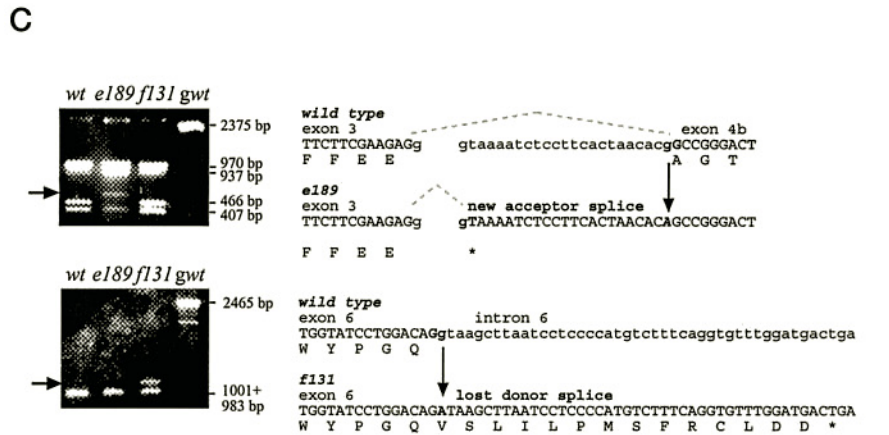 C
wt e189 f131 gwt
2375 bp
970 bp
937 bp
466 bp
407 bp
wild type
exon 3 exon 4b
TTCTTCGAAGAGg gtaaaatctccttcactaacacgGCCGGGACT
F F E E A G T
e189
exon 3 new acceptor splice
TTCTTCGAAGAGg gTAAAATCTCCTTCACTAACACAGCCGGGACT
F F E E *
wt e189 f131 gwt
2465 bp
1001+
983 bp
wild type
exon 6 intron 6
TGGTATCCTGGACAGgtaagcttaatcctccccatgtctttcaggtgtttggatgactga
W Y P G Q
f131
exon 6 lost donor splice
TGGTATCCTGGACAGATAAGCTTAATCCTCCCCATGTCTTTCAGGTGTTTGGATGACTGA
W Y P G Q V S L I L P M S F R C L D D *